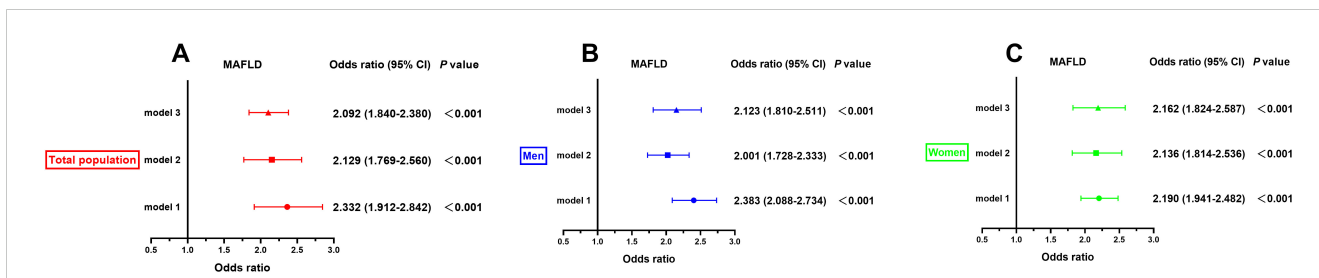 A
MAFLD Odds ratio (95% CI) P value
model 3 2.092 (1.840-2.380) <0.001
Total population model 2 2.129 (1.769-2.560) <0.001
model 1 2.332 (1.912-2.842) <0.001
0.5 1.0 1.5 2.0 2.5 3.0
Odds ratio
B
MAFLD Odds ratio (95% CI) P value
model 3 2.123 (1.810-2.511) <0.001
Men model 2 2.001 (1.728-2.333) <0.001
model 1 2.383 (2.088-2.734) <0.001
0.5 1.0 1.5 2.0 2.5 3.0
Odds ratio
C
MAFLD Odds ratio (95% CI) P value
model 3 2.162 (1.824-2.587) <0.001
Women model 2 2.136 (1.814-2.536) <0.001
model 1 2.190 (1.941-2.482) <0.001
0.5 1.0 1.5 2.0 2.5 3.0
Odds ratio